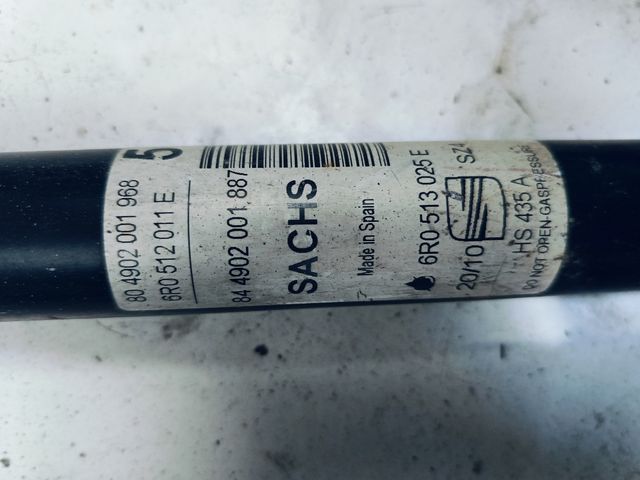 80 4902 001 968
5
6R0 512 011 E
84 4902 001 887
SACHS
Made in Spain
6R0 513 025 E
20/10
HS 435 A
DO NOT OPEN-GASPRESSURE